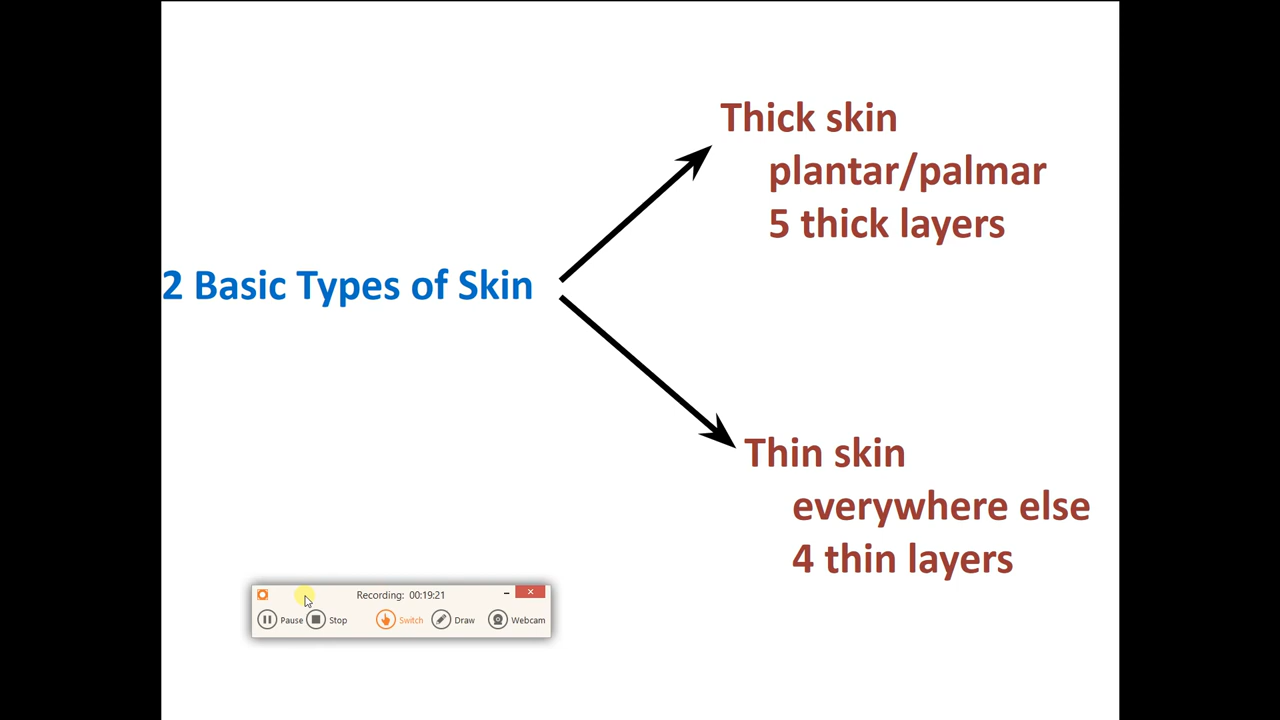 Thick skin
plantar/palmar
5 thick layers
2 Basic Types of Skin
Thin skin
everywhere else
4 thin layers
Recording: 00:19:21
Pause Stop Switch Draw Webcam